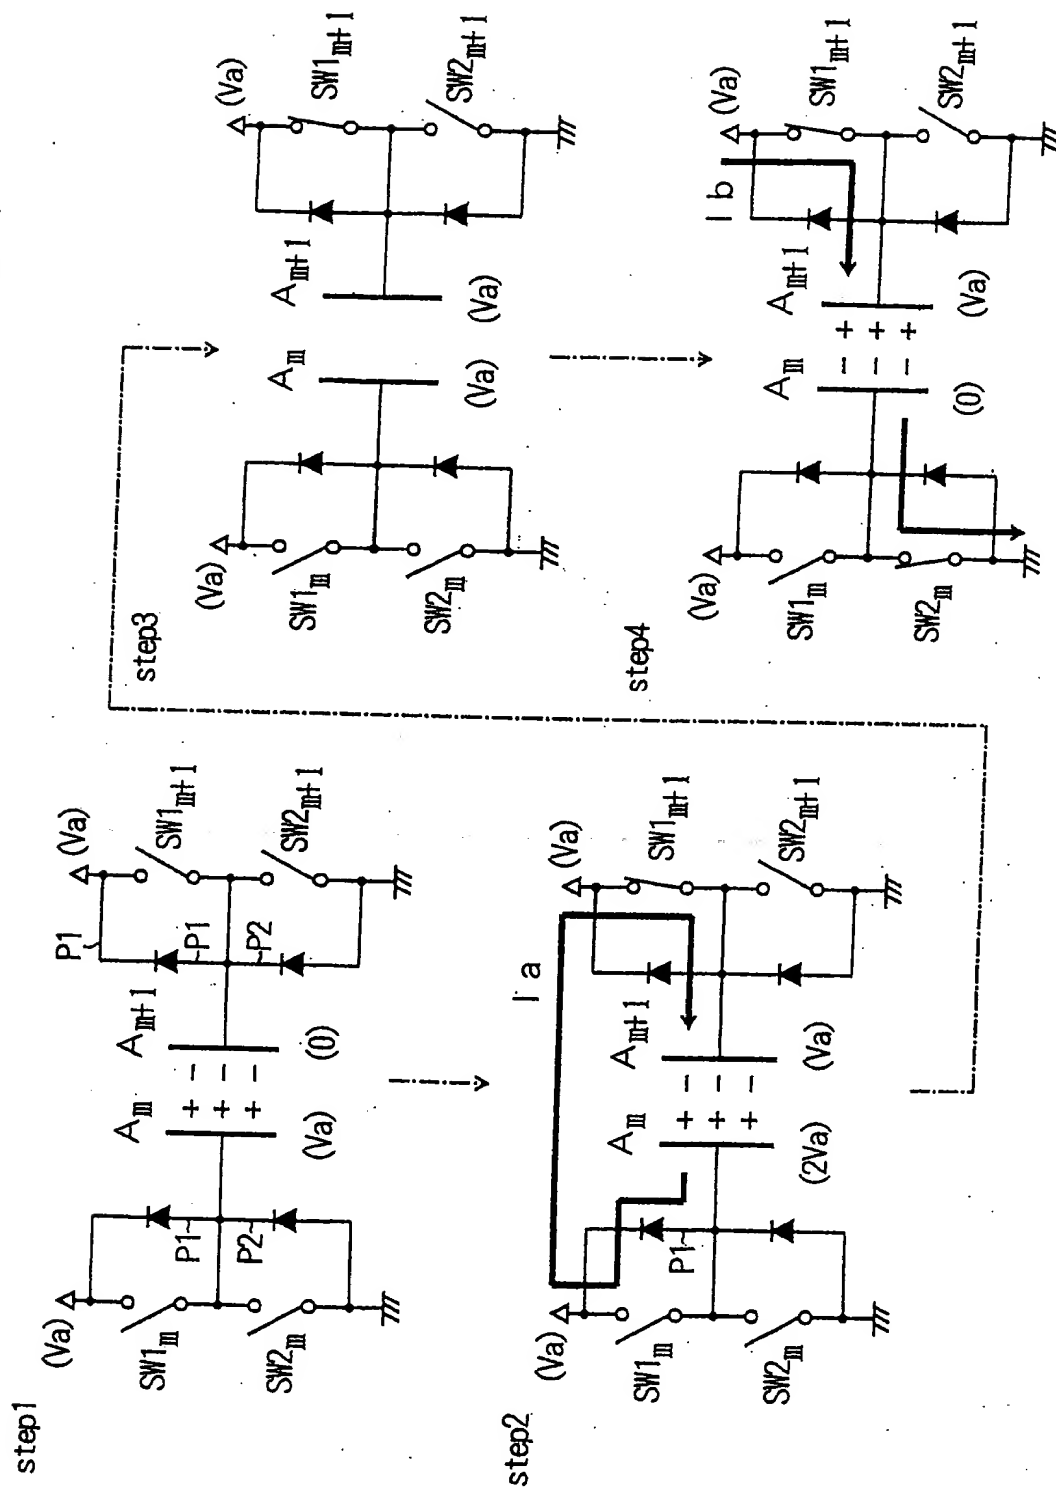 step1
(Va)
(Va)
P1
SW1m
P1
Am
Am+1
P1
SW1m+1
+ -
+ -
+ -
SW2m
P2
P2
SW2m+1
(Va)
(0)
step2
(Va)
Ia
(Va)
SW1m
P1
Am
Am+1
SW1m+1
+ -
+ -
+ -
SW2m
(2Va)
(Va)
SW2m+1
step3
(Va)
(Va)
SW1m
Am
Am+1
SW1m+1
SW2m
(Va)
(Va)
SW2m+1
step4
(Va)
Ib
(Va)
SW1m
Am
Am+1
SW1m+1
- +
- +
- +
SW2m
(0)
(Va)
SW2m+1